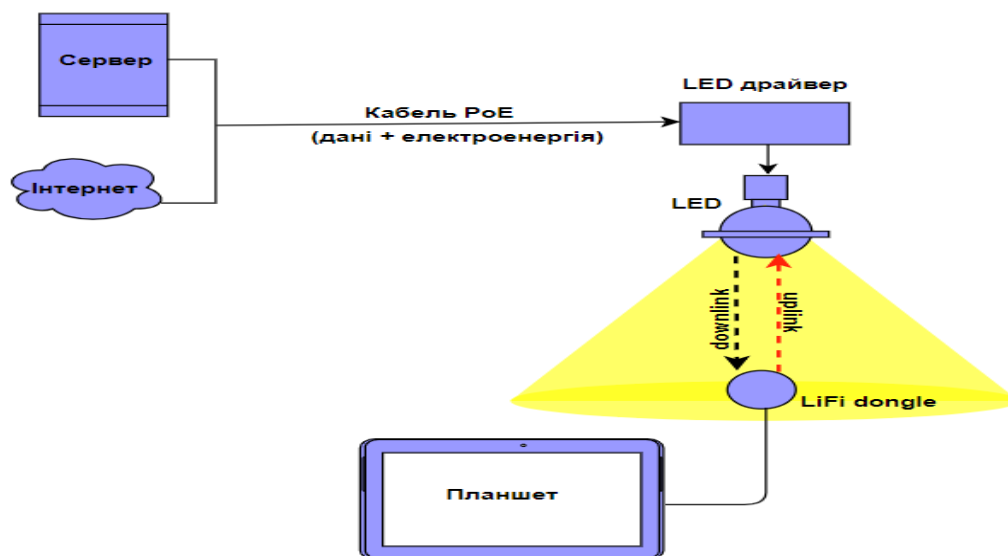 Сервер
LED драйвер
Кабель PoE
(дані + електроенергія)
Інтернет
LED
downlink
uplink
LiFi dongle
Планшет